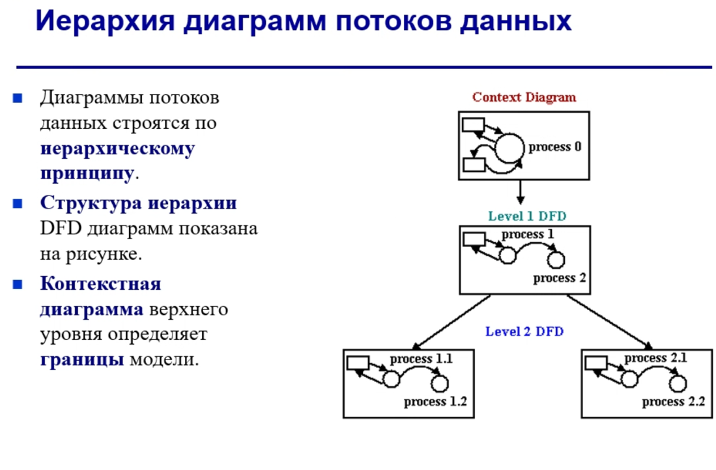 Иерархия диаграмм потоков данных
Диаграммы потоков
данных строятся по
иерархическому
принципу.
Структура иерархии
DFD диаграмм показана
на рисунке.
Контекстная
диаграмма верхнего
уровня определяет
границы модели.
Context Diagram
process 0
Level 1 DFD
process 1
process 2
Level 2 DFD
process 1.1
process 1.2
process 2.1
process 2.2